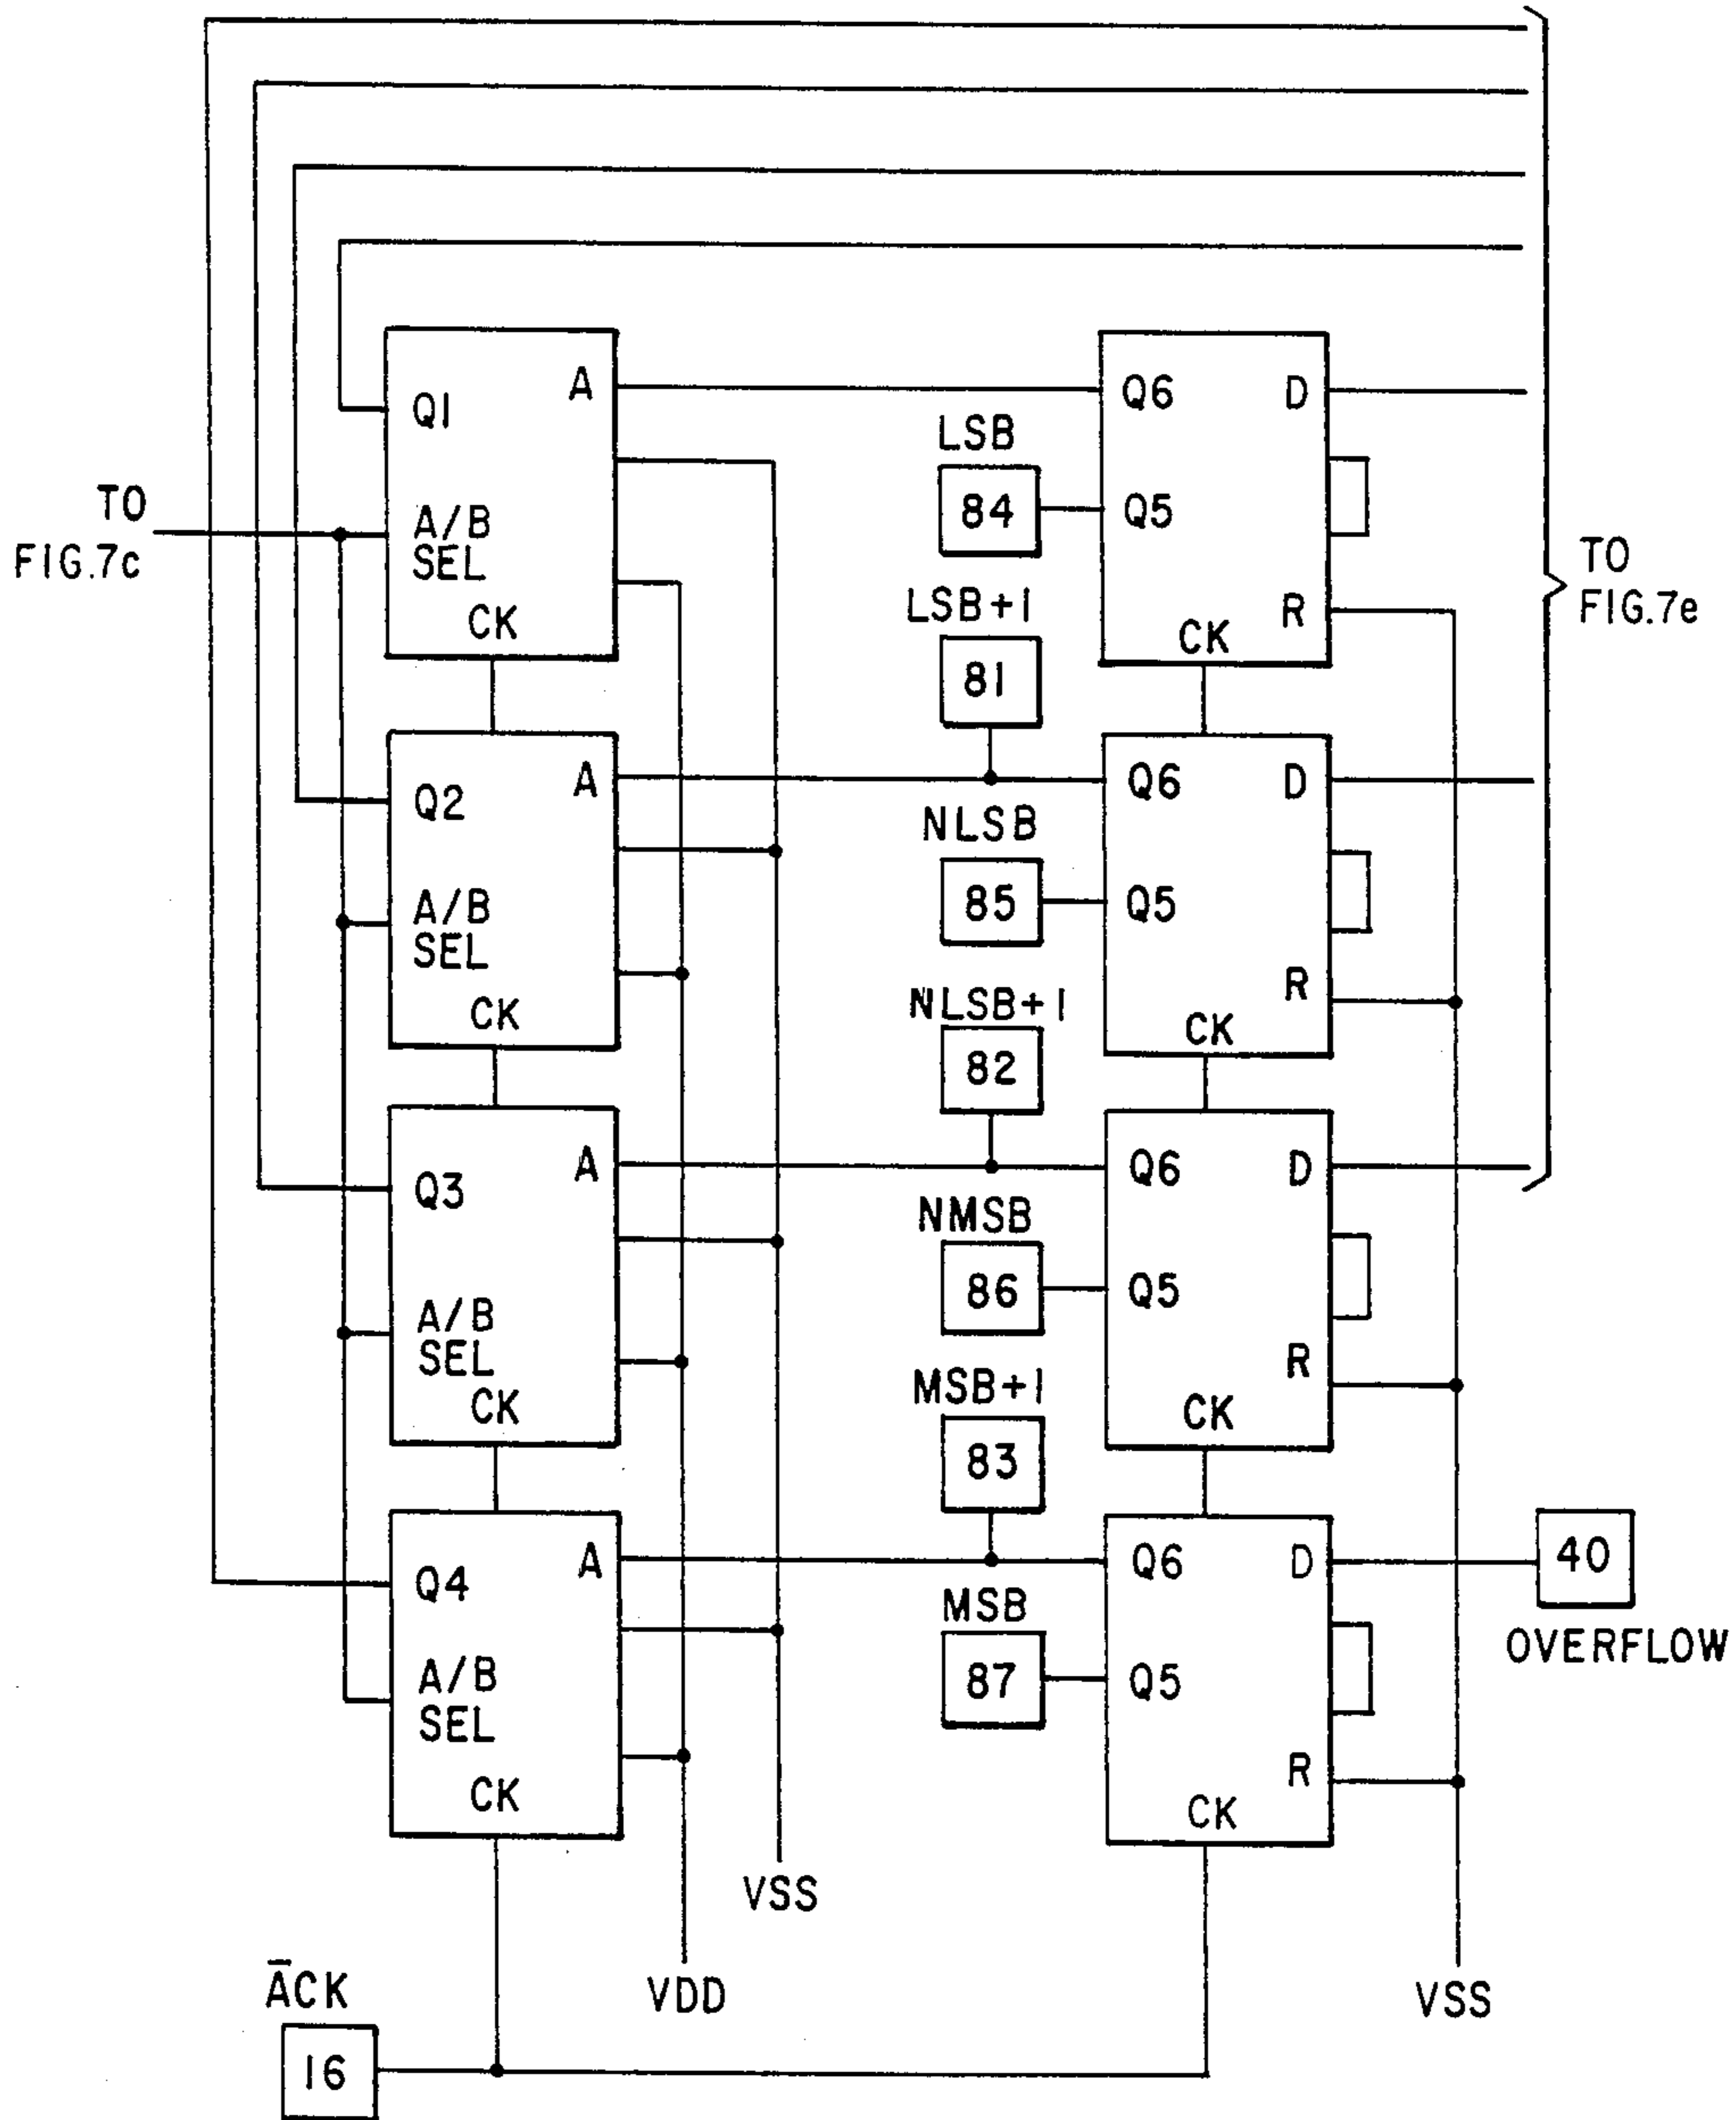 Q1 A Q6 D
LSB
84
TO
FIG.7c
A/B
SEL
Q5
TO
FIG.7e
LSB+1
R
CK CK
81
Q2 A Q6 D
NLSB
85
A/B
SEL
Q5
NLSB+1
R
CK CK
82
Q3 A Q6 D
NMSB
86
A/B
SEL
Q5
MSB+1
R
CK CK
83
Q4 A Q6 D
40
OVERFLOW
MSB
87
A/B
SEL
Q5
R
CK CK
VSS
A̅CK
VDD
VSS
16